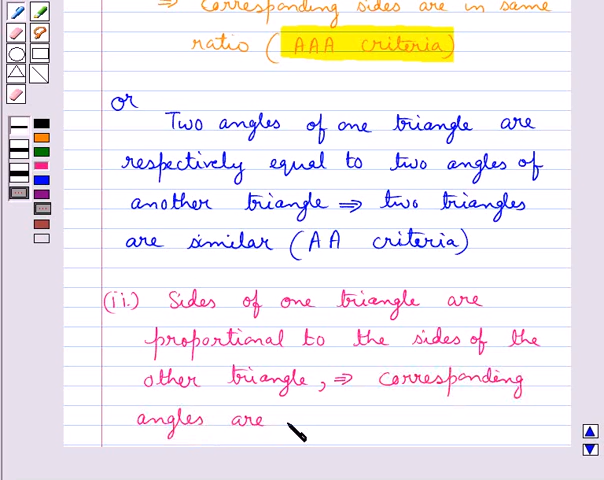 ⇒ Corresponding sides are in same
ratio ( AAA criteria)
or
Two angles of one triangle are
respectively equal to two angles of
another triangle ⇒ two triangles
are similar ( AA criteria)
(ii.) Sides of one triangle are
proportional to the sides of the
other triangle, ⇒ corresponding
angles are